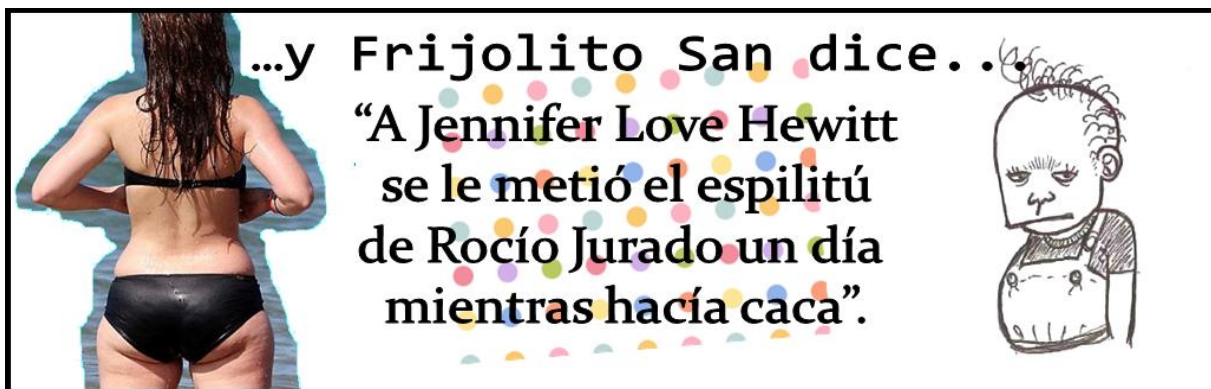 …y Frijolito San dice...
“A Jennifer Love Hewitt
se le metió el espilitú
de Rocío Jurado un día
mientras hacía caca”.